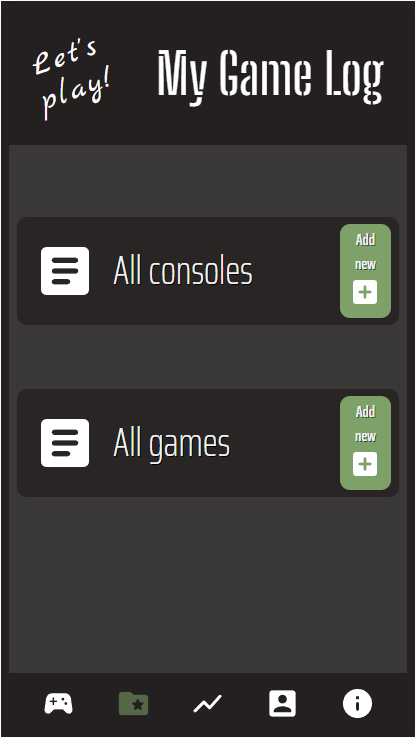 Let's
play!
My Game Log
All consoles
Add
new
All games
Add
new